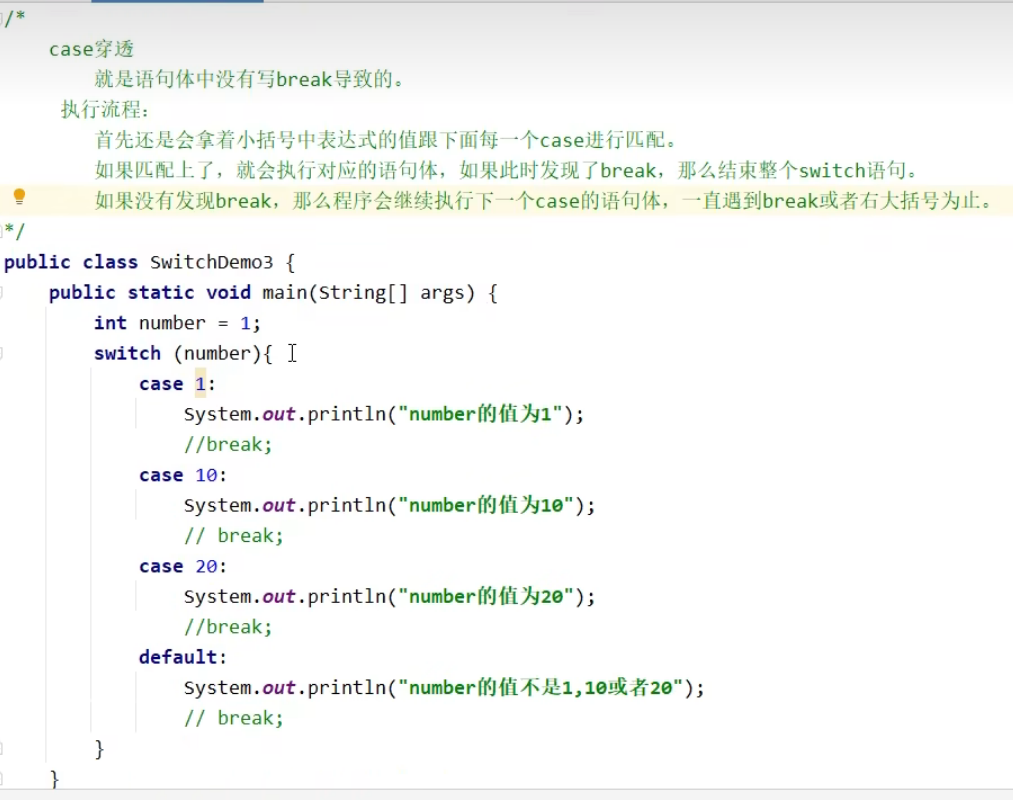 /*
case穿透
就是语句体中没有写break导致的。
执行流程：
首先还是会拿着小括号中表达式的值跟下面每一个case进行匹配。
如果匹配上了，就会执行对应的语句体，如果此时发现了break，那么结束整个switch语句。
如果没有发现break，那么程序会继续执行下一个case的语句体，一直遇到break或者右大括号为止。
*/
public class SwitchDemo3 {
public static void main(String[] args) {
int number = 1;
switch (number){
case 1:
System.out.println("number的值为1");
//break;
case 10:
System.out.println("number的值为10");
// break;
case 20:
System.out.println("number的值为20");
//break;
default:
System.out.println("number的值不是1,10或者20");
// break;
}
}